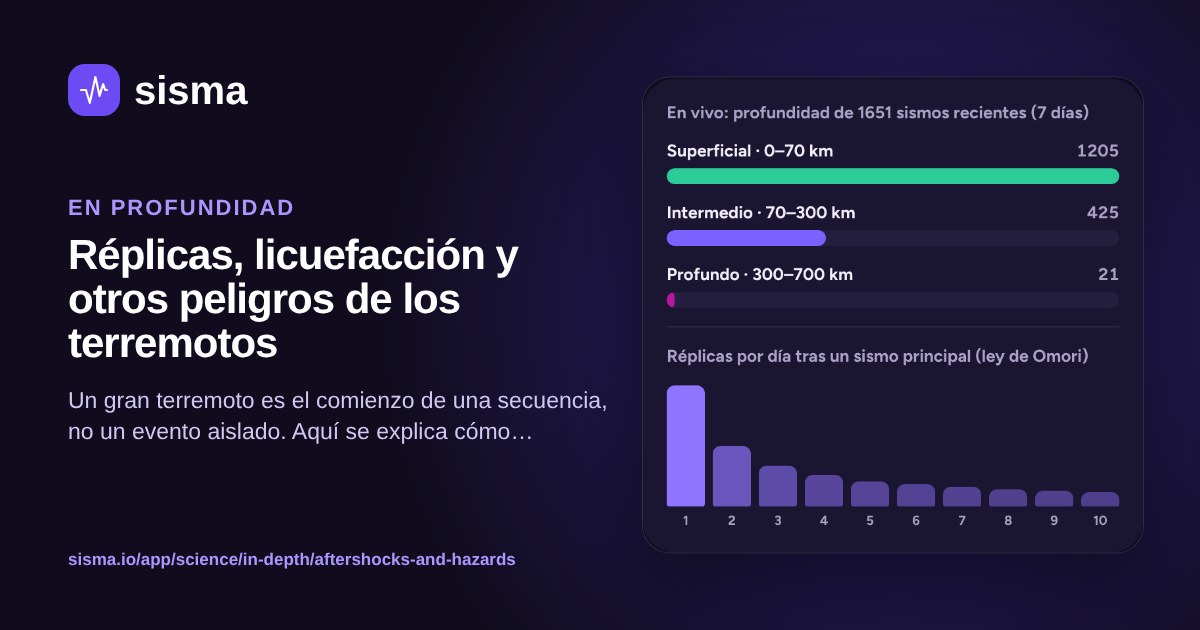 sisma
EN PROFUNDIDAD
Réplicas, licuefacción y
otros peligros de los
terremotos
Un gran terremoto es el comienzo de una secuencia,
no un evento aislado. Aquí se explica cómo…
sisma.io/app/science/in-depth/aftershocks-and-hazards
En vivo: profundidad de 1651 sismos recientes (7 días)
Superficial · 0–70 km 1205
Intermedio · 70–300 km 425
Profundo · 300–700 km 21
Réplicas por día tras un sismo principal (ley de Omori)
1 2 3 4 5 6 7 8 9 10